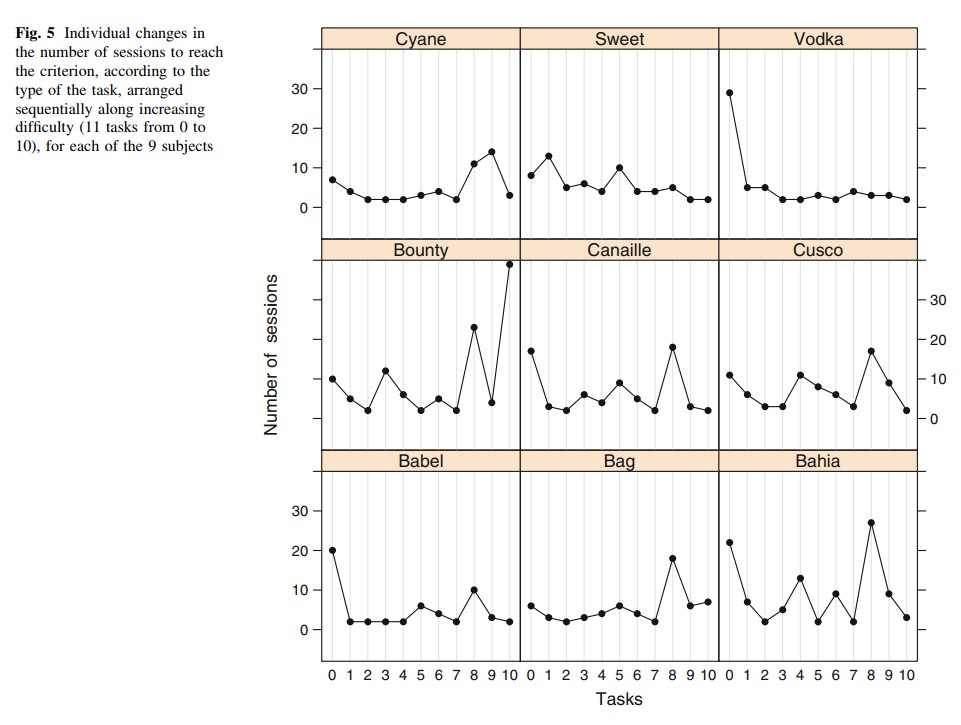 Fig. 5 Individual changes in
the number of sessions to reach
the criterion, according to the
type of the task, arranged
sequentially along increasing
difficulty (11 tasks from 0 to
10), for each of the 9 subjects
Cyane Sweet Vodka
30
20
10
0
Bounty Canaille Cusco
30
20
10
0
Number of sessions
Babel Bag Bahia
30
20
10
0
0 1 2 3 4 5 6 7 8 9 10 0 1 2 3 4 5 6 7 8 9 10 0 1 2 3 4 5 6 7 8 9 10
Tasks